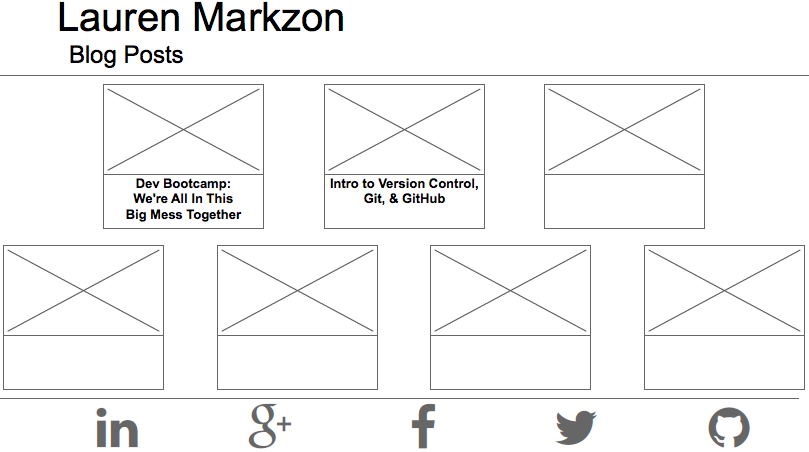 Lauren Markzon
Blog Posts
Dev Bootcamp:
We're All In This
Big Mess Together
Intro to Version Control,
Git, & GitHub
in
g+
f